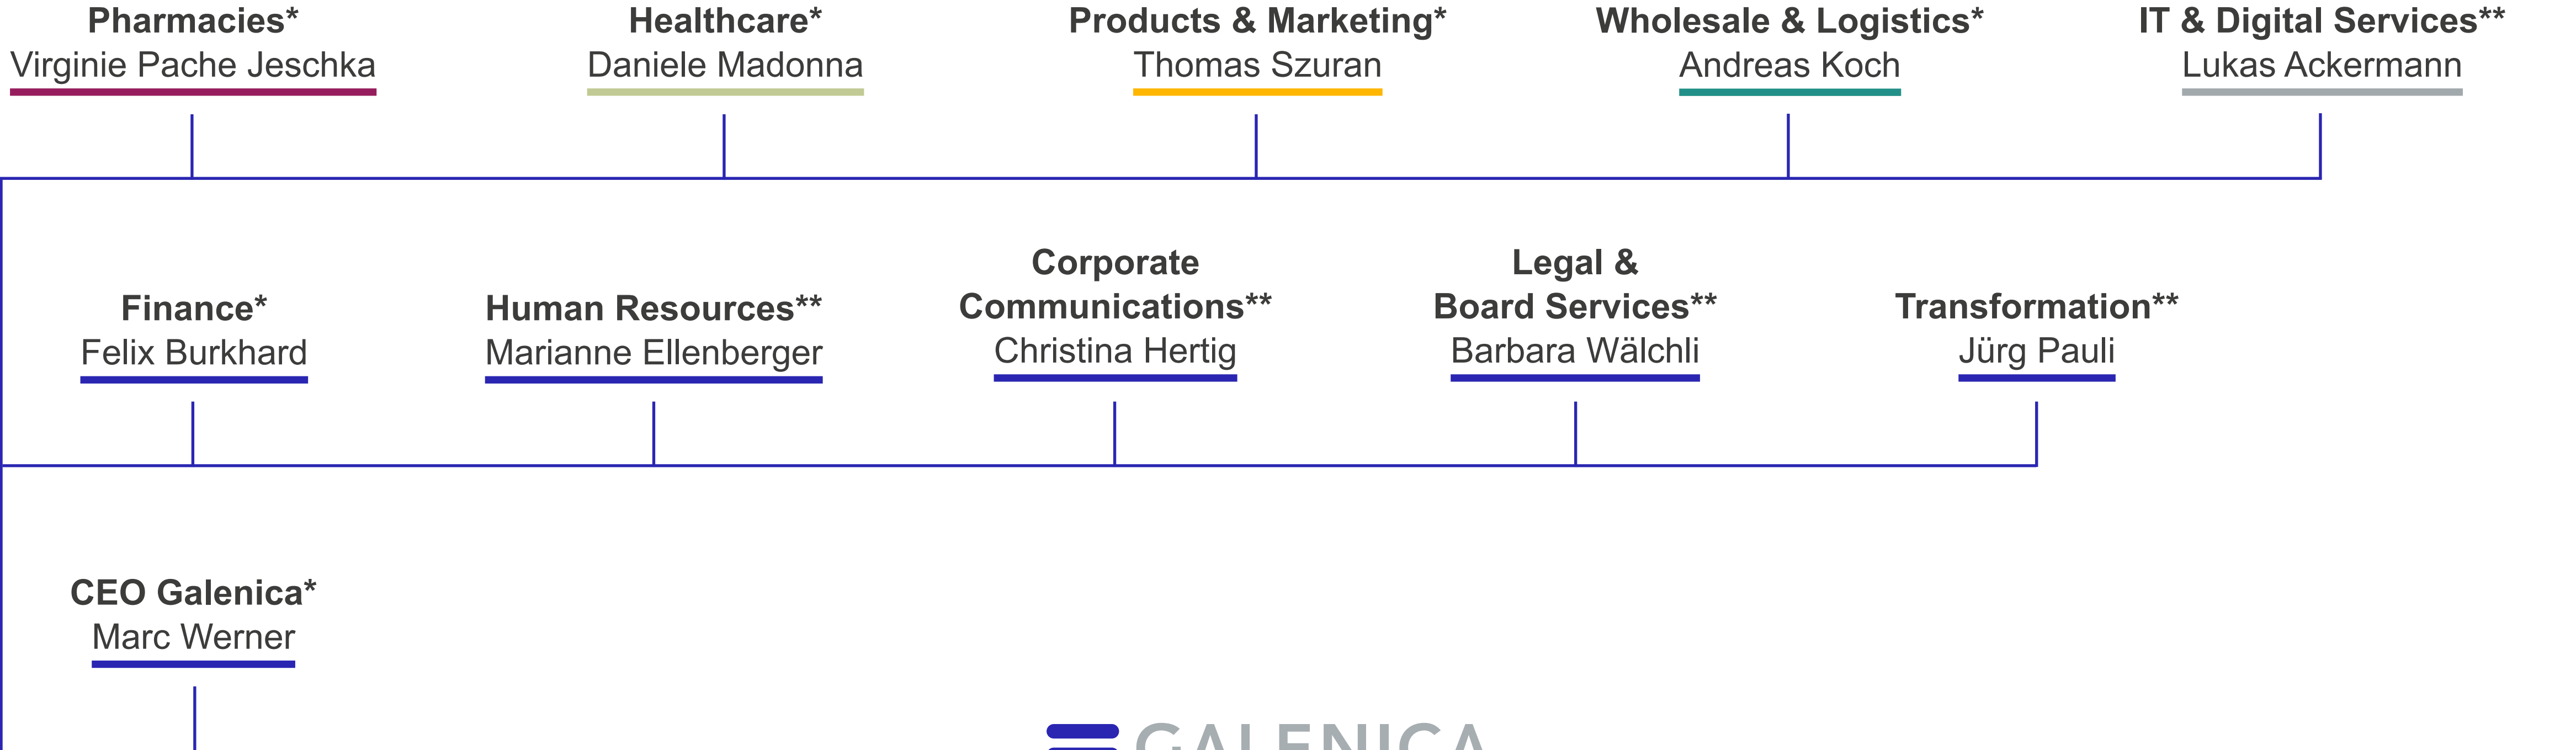 Pharmacies*
Virginie Pache Jeschka
Healthcare*
Daniele Madonna
Products & Marketing*
Thomas Szuran
Wholesale & Logistics*
Andreas Koch
IT & Digital Services**
Lukas Ackermann
Finance*
Felix Burkhard
Human Resources**
Marianne Ellenberger
Corporate
Communications**
Christina Hertig
Legal &
Board Services**
Barbara Wälchli
Transformation**
Jürg Pauli
CEO Galenica*
Marc Werner
GALENICA